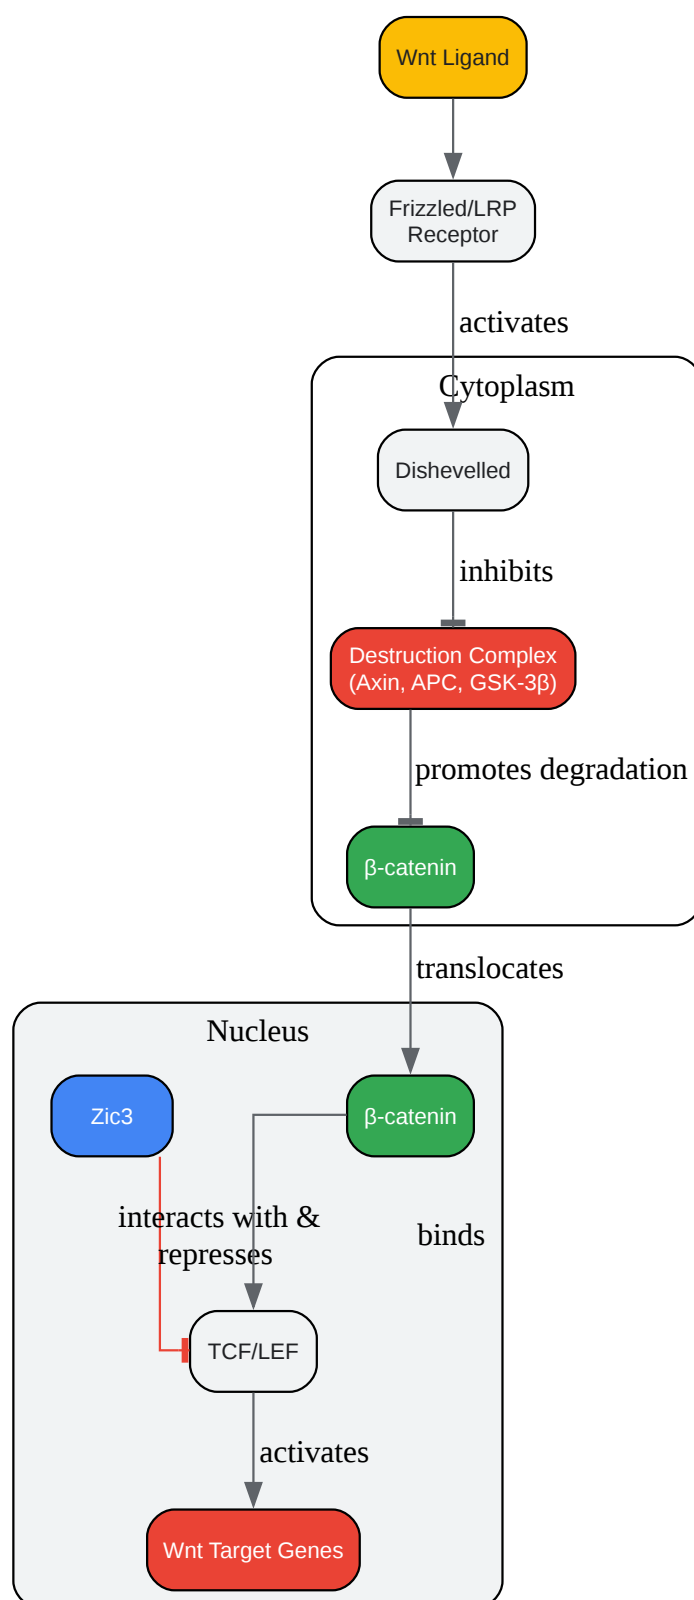 Wnt Ligand
Frizzled/LRP
Receptor
activates
Cytoplasm
Dishevelled
inhibits
Destruction Complex
(Axin, APC, GSK-3β)
promotes degradation
β-catenin
translocates
Nucleus
Zic3
β-catenin
interacts with &
represses
binds
TCF/LEF
activates
Wnt Target Genes